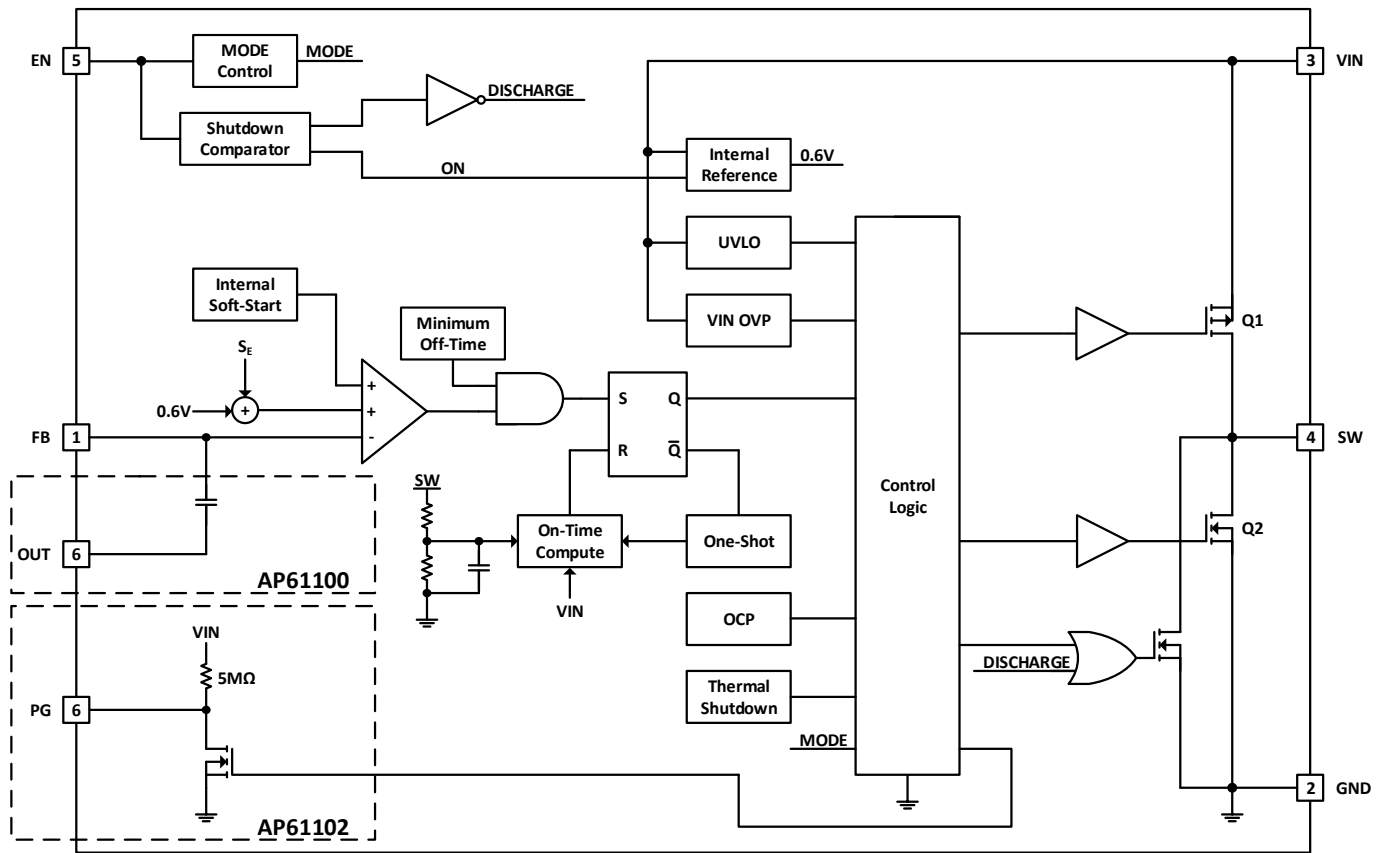 EN
5
MODE
Control
MODE
3
VIN
DISCHARGE
Shutdown
Comparator
ON
Internal
Reference
0.6V
UVLO
Internal
Soft-Start
VIN OVP
Minimum
Off-Time
Q1
SE
0.6V
+
+
+
-
S
Q
R
Q̅
FB
1
4
SW
SW
Control
Logic
On-Time
Compute
One-Shot
Q2
OUT
6
AP61100
VIN
OCP
VIN
5MΩ
DISCHARGE
PG
6
Thermal
Shutdown
MODE
2
GND
AP61102